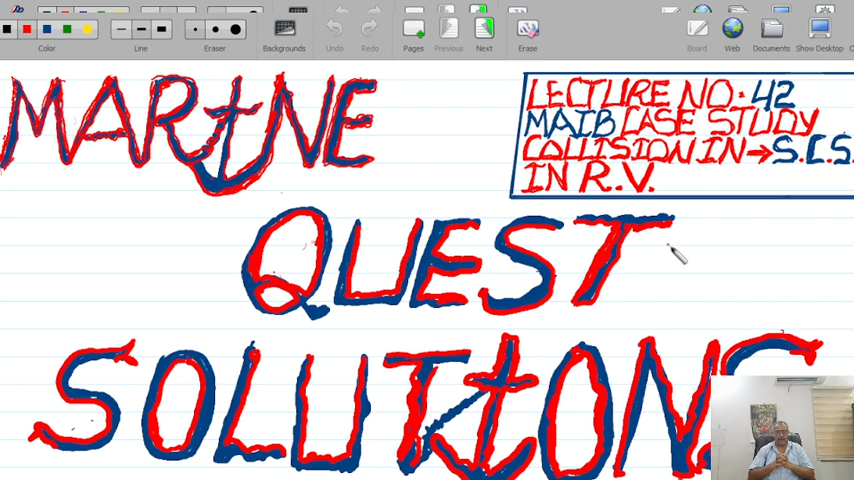 Color
Line
Eraser
Backgrounds
Undo
Redo
Pages
Previous
Next
Erase
Board
Web
Documents
Show Desktop
MARINE
LECTURE NO. 42
MAIB CASE STUDY
COLLISION IN → S.C.S.
IN R.V.
QUEST
SOLUTIONS